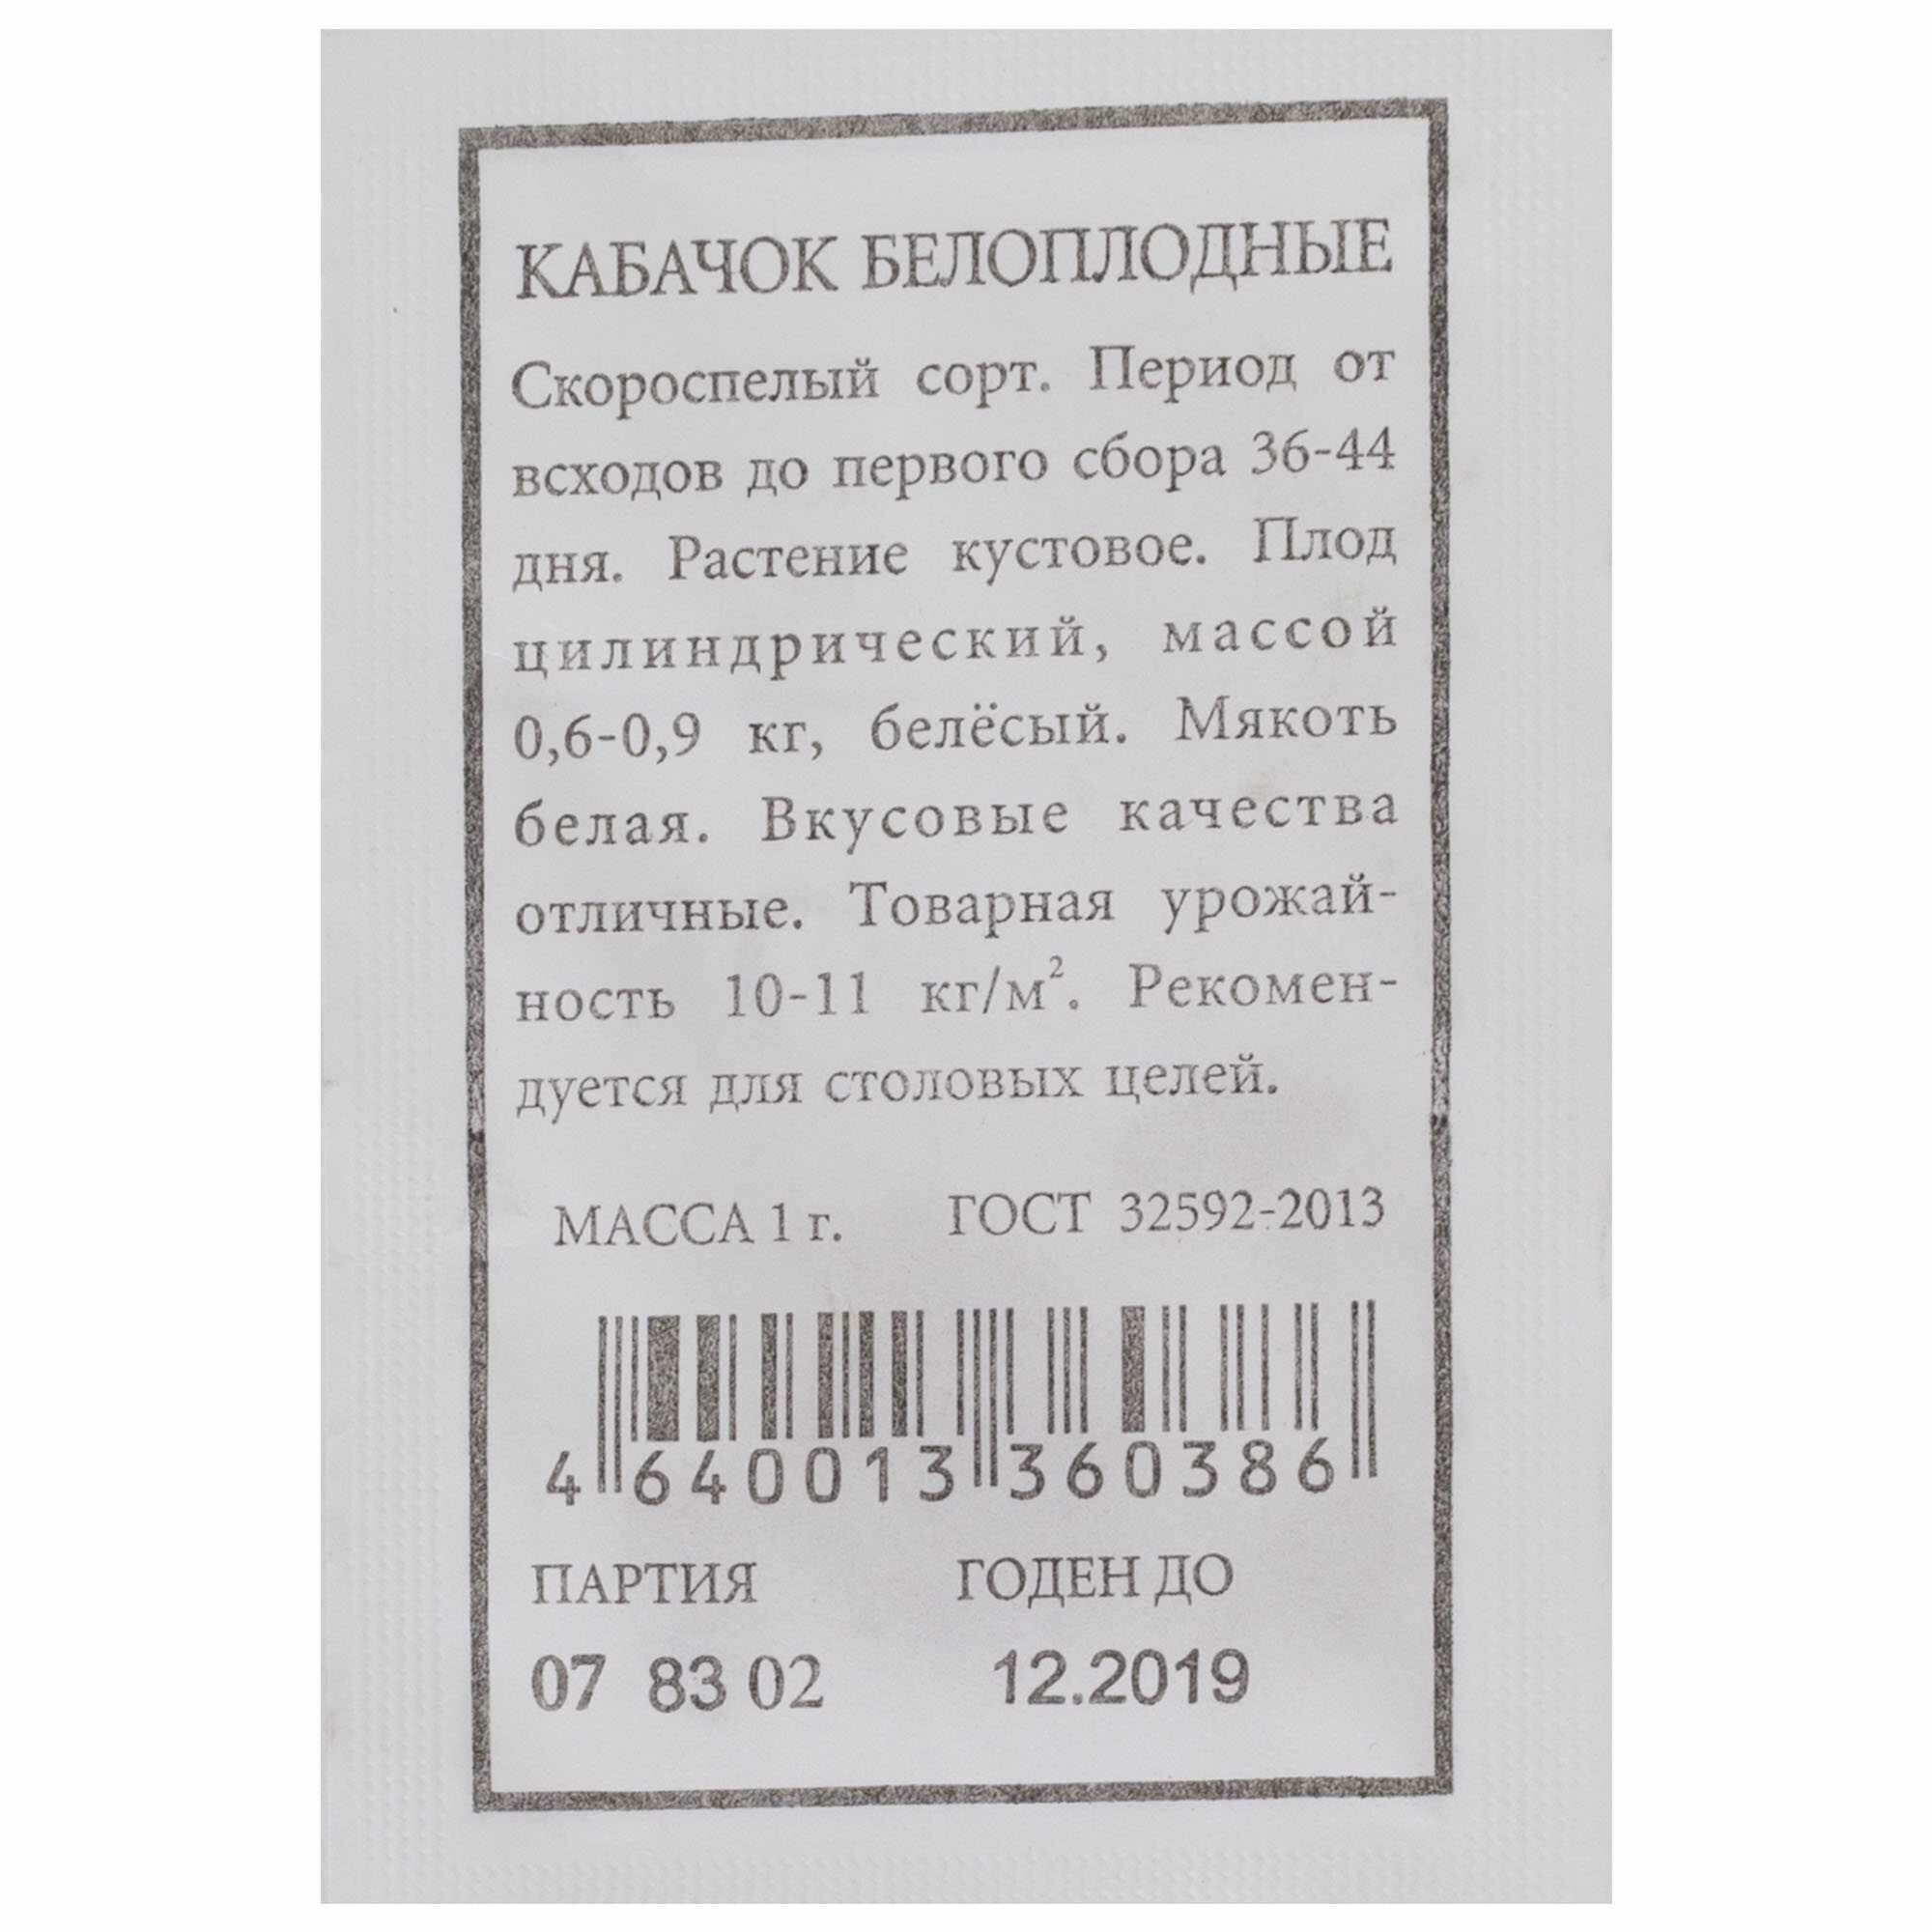 КАБАЧОК БЕЛОПЛОДНЫЕ
Скороспелый сорт. Период от
всходов до первого сбора 36-44
дня. Растение кустовое. Плод
цилиндрический, массой
0,6-0,9 кг, белёсый. Мякоть
белая. Вкусовые качества
отличные. Товарная урожай-
ность 10-11 кг/м². Рекомен-
дуется для столовых целей.
МАССА 1 г. ГОСТ 32592-2013
4 640013 360386
ПАРТИЯ ГОДЕН ДО
07 83 02 12.2019